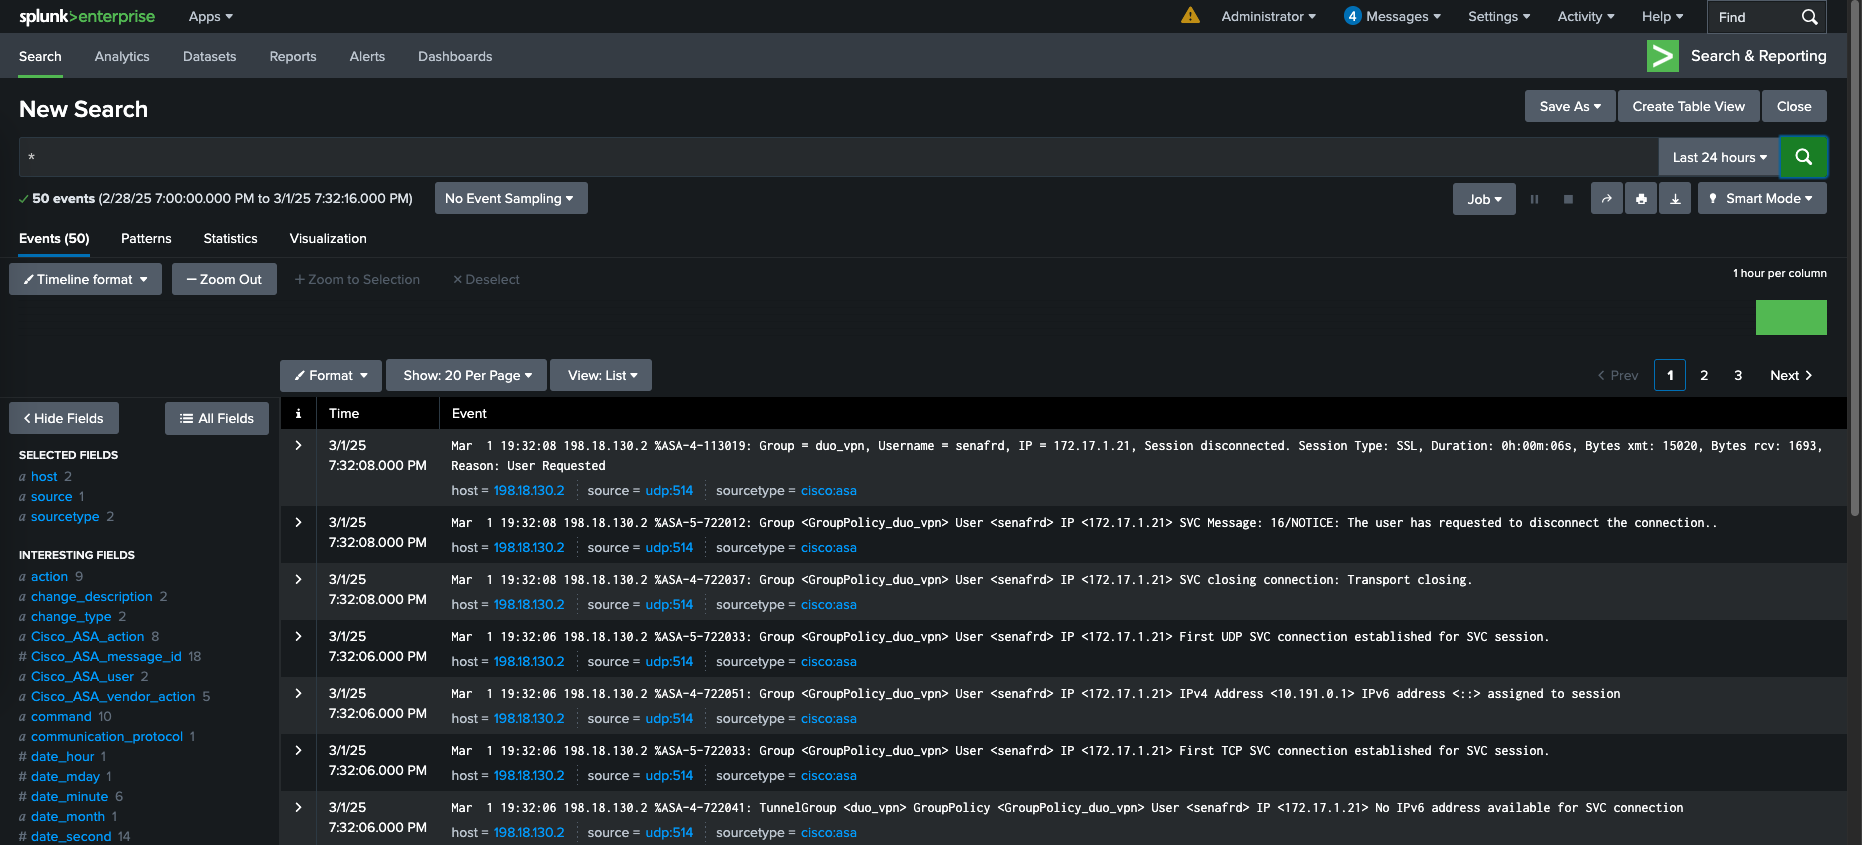 splunk>enterprise Apps Administrator 4 Messages Settings Activity Help Find
Search Analytics Datasets Reports Alerts Dashboards Search & Reporting
New Search Save As Create Table View Close
* Last 24 hours
50 events (2/28/25 7:00:00.000 PM to 3/1/25 7:32:16.000 PM) No Event Sampling Job Smart Mode
Events (50) Patterns Statistics Visualization
Timeline format — Zoom Out + Zoom to Selection × Deselect 1 hour per column
Format Show: 20 Per Page View: List < Prev 1 2 3 Next >
< Hide Fields All Fields
SELECTED FIELDS
a host 2
a source 1
a sourcetype 2
INTERESTING FIELDS
a action 9
a change_description 2
a change_type 2
a Cisco_ASA_action 8
# Cisco_ASA_message_id 18
a Cisco_ASA_user 2
a Cisco_ASA_vendor_action 5
a command 10
a communication_protocol 1
# date_hour 1
# date_mday 1
# date_minute 6
a date_month 1
# date_second 14
i Time Event
> 3/1/25 7:32:08.000 PM
Mar 1 19:32:08 198.18.130.2 %ASA-4-113019: Group = duo_vpn, Username = senafrd, IP = 172.17.1.21, Session disconnected. Session Type: SSL, Duration: 0h:00m:06s, Bytes xmt: 15020, Bytes rcv: 1693,
Reason: User Requested
host = 198.18.130.2 source = udp:514 sourcetype = cisco:asa
> 3/1/25 7:32:08.000 PM
Mar 1 19:32:08 198.18.130.2 %ASA-5-722012: Group <GroupPolicy_duo_vpn> User <senafrd> IP <172.17.1.21> SVC Message: 16/NOTICE: The user has requested to disconnect the connection..
host = 198.18.130.2 source = udp:514 sourcetype = cisco:asa
> 3/1/25 7:32:08.000 PM
Mar 1 19:32:08 198.18.130.2 %ASA-4-722037: Group <GroupPolicy_duo_vpn> User <senafrd> IP <172.17.1.21> SVC closing connection: Transport closing.
host = 198.18.130.2 source = udp:514 sourcetype = cisco:asa
> 3/1/25 7:32:06.000 PM
Mar 1 19:32:06 198.18.130.2 %ASA-5-722033: Group <GroupPolicy_duo_vpn> User <senafrd> IP <172.17.1.21> First UDP SVC connection established for SVC session.
host = 198.18.130.2 source = udp:514 sourcetype = cisco:asa
> 3/1/25 7:32:06.000 PM
Mar 1 19:32:06 198.18.130.2 %ASA-4-722051: Group <GroupPolicy_duo_vpn> User <senafrd> IP <172.17.1.21> IPv4 Address <10.191.0.1> IPv6 address <::> assigned to session
host = 198.18.130.2 source = udp:514 sourcetype = cisco:asa
> 3/1/25 7:32:06.000 PM
Mar 1 19:32:06 198.18.130.2 %ASA-5-722033: Group <GroupPolicy_duo_vpn> User <senafrd> IP <172.17.1.21> First TCP SVC connection established for SVC session.
host = 198.18.130.2 source = udp:514 sourcetype = cisco:asa
> 3/1/25 7:32:06.000 PM
Mar 1 19:32:06 198.18.130.2 %ASA-4-722041: TunnelGroup <duo_vpn> GroupPolicy <GroupPolicy_duo_vpn> User <senafrd> IP <172.17.1.21> No IPv6 address available for SVC connection
host = 198.18.130.2 source = udp:514 sourcetype = cisco:asa